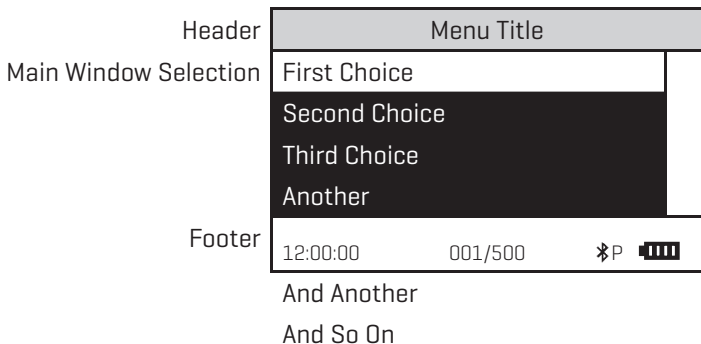 Header Menu Title
Main Window Selection First Choice
Second Choice
Third Choice
Another
Footer 12:00:00 001/500 P
And Another
And So On